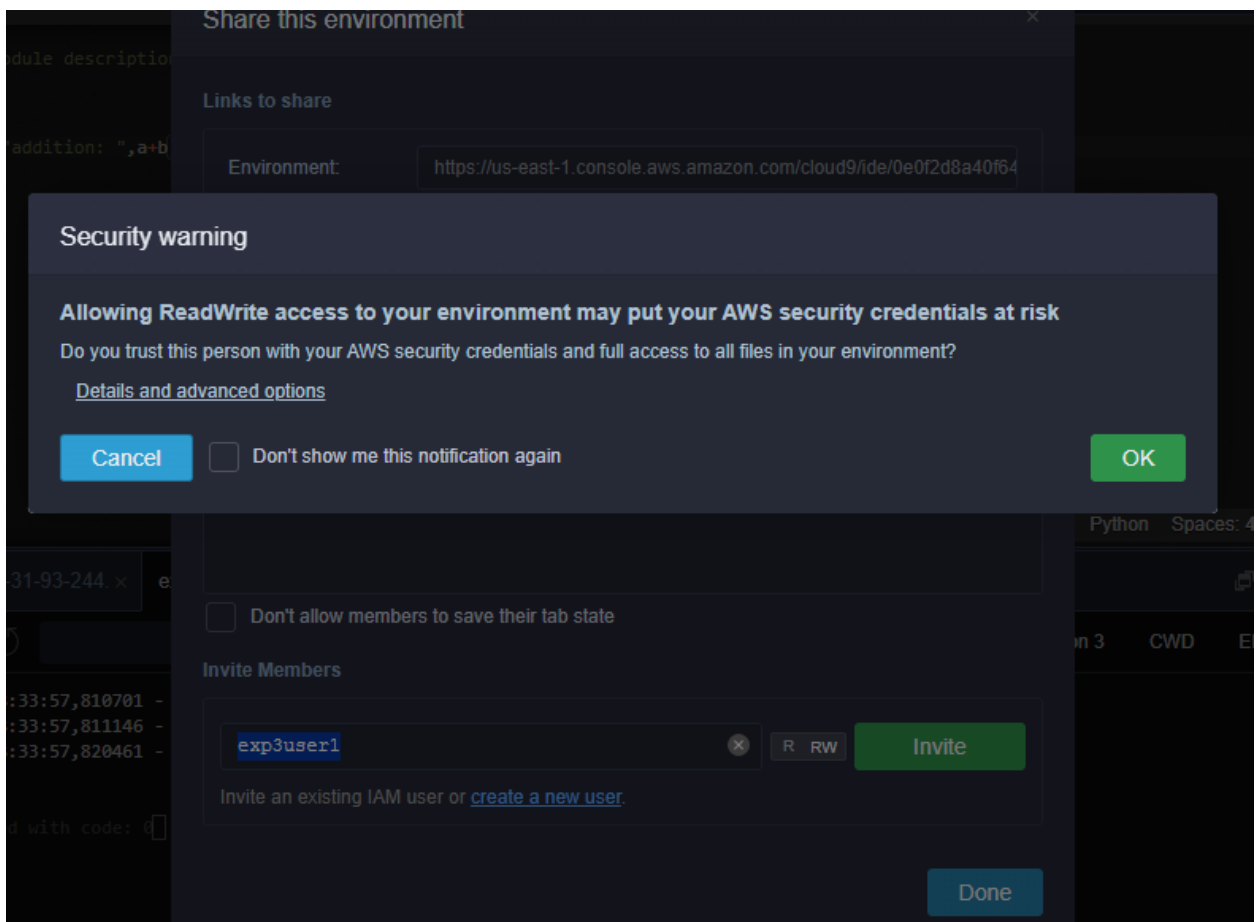 Share this environment
×
odule descriptio
Links to share
"addition: ",a+b
Environment:
https://us-east-1.console.aws.amazon.com/cloud9/ide/0e0f2d8a40f64
Security warning
Allowing ReadWrite access to your environment may put your AWS security credentials at risk
Do you trust this person with your AWS security credentials and full access to all files in your environment?
Details and advanced options
Cancel
Don't show me this notification again
OK
Python Spaces: 4
-31-93-244. ×
e
Don't allow members to save their tab state
on 3 CWD E
Invite Members
:33:57,810701 -
:33:57,811146 -
:33:57,820461 -
exp3user1
R RW
Invite
Invite an existing IAM user or create a new user.
d with code: 0
Done